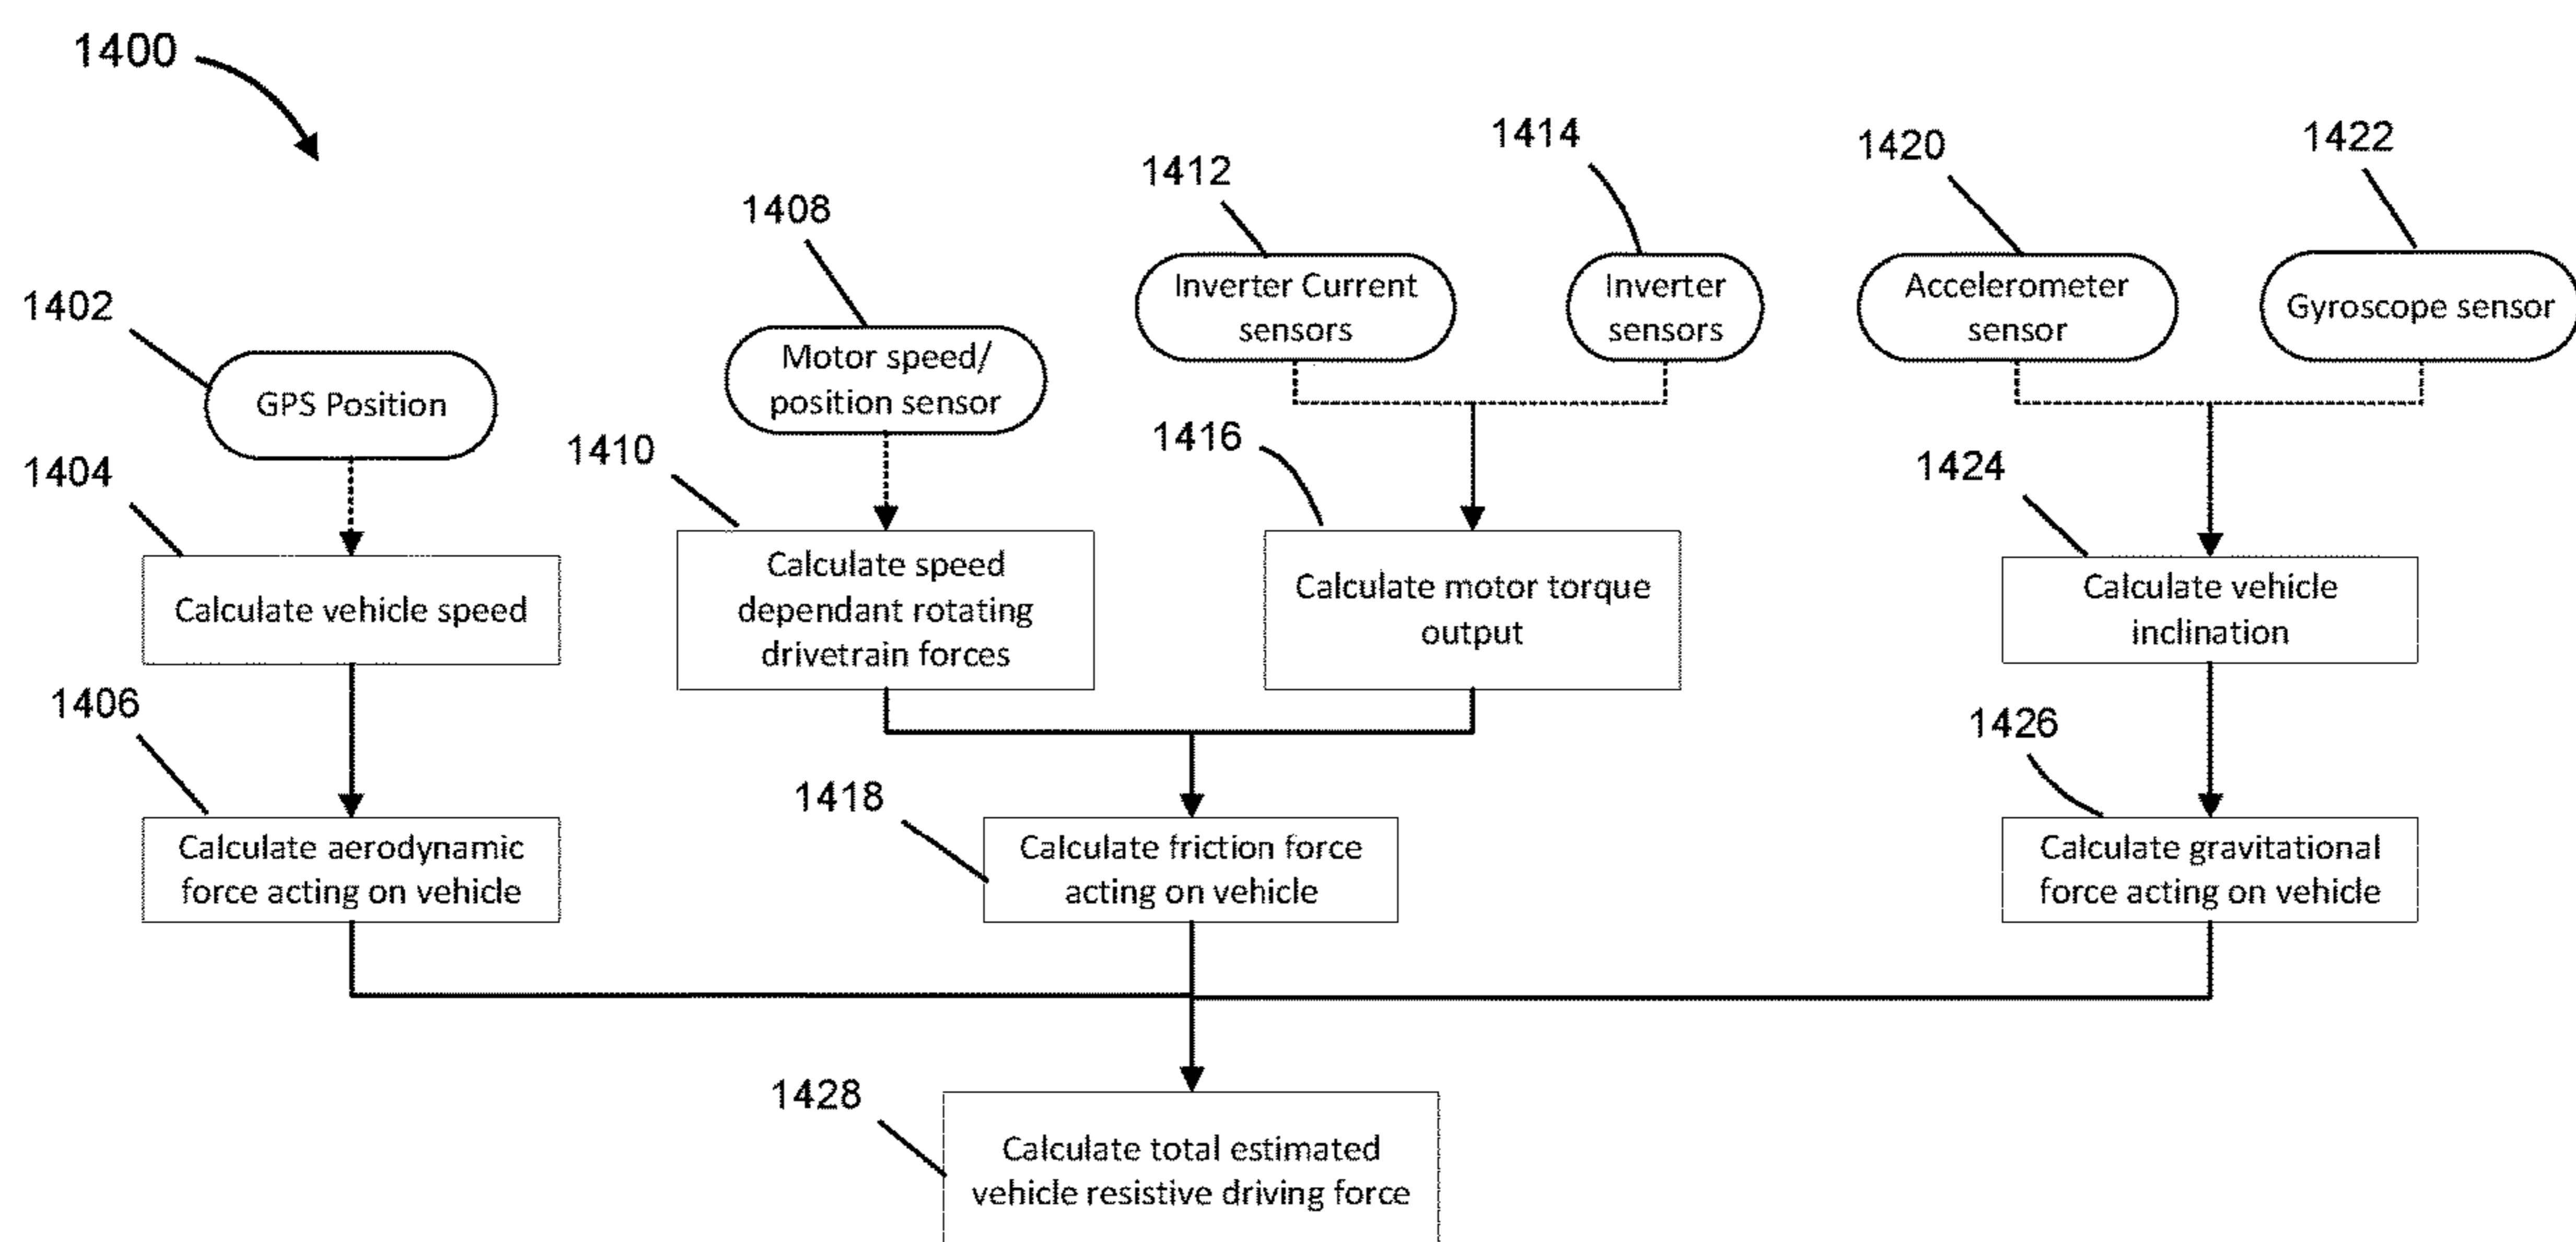 1400
1414
1422
1420
1412
1408
Inverter Current
sensors
Inverter
sensors
Accelerometer
sensor
Gyroscope sensor
1402
Motor speed/
position sensor
GPS Position
1410
1416
1404
1424
Calculate vehicle speed
Calculate speed
dependant rotating
drivetrain forces
Calculate motor torque
output
Calculate vehicle
inclination
1406
1426
1418
Calculate aerodynamic
force acting on vehicle
Calculate friction force
acting on vehicle
Calculate gravitational
force acting on vehicle
1428
Calculate total estimated
vehicle resistive driving force